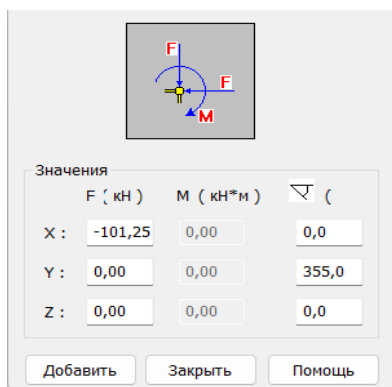 F
F
M
Значения
F ( кН ) M ( кН*м ) (
X : -101,25 0,00 0,0
Y : 0,00 0,00 355,0
Z : 0,00 0,00 0,0
Добавить Закрыть Помощь